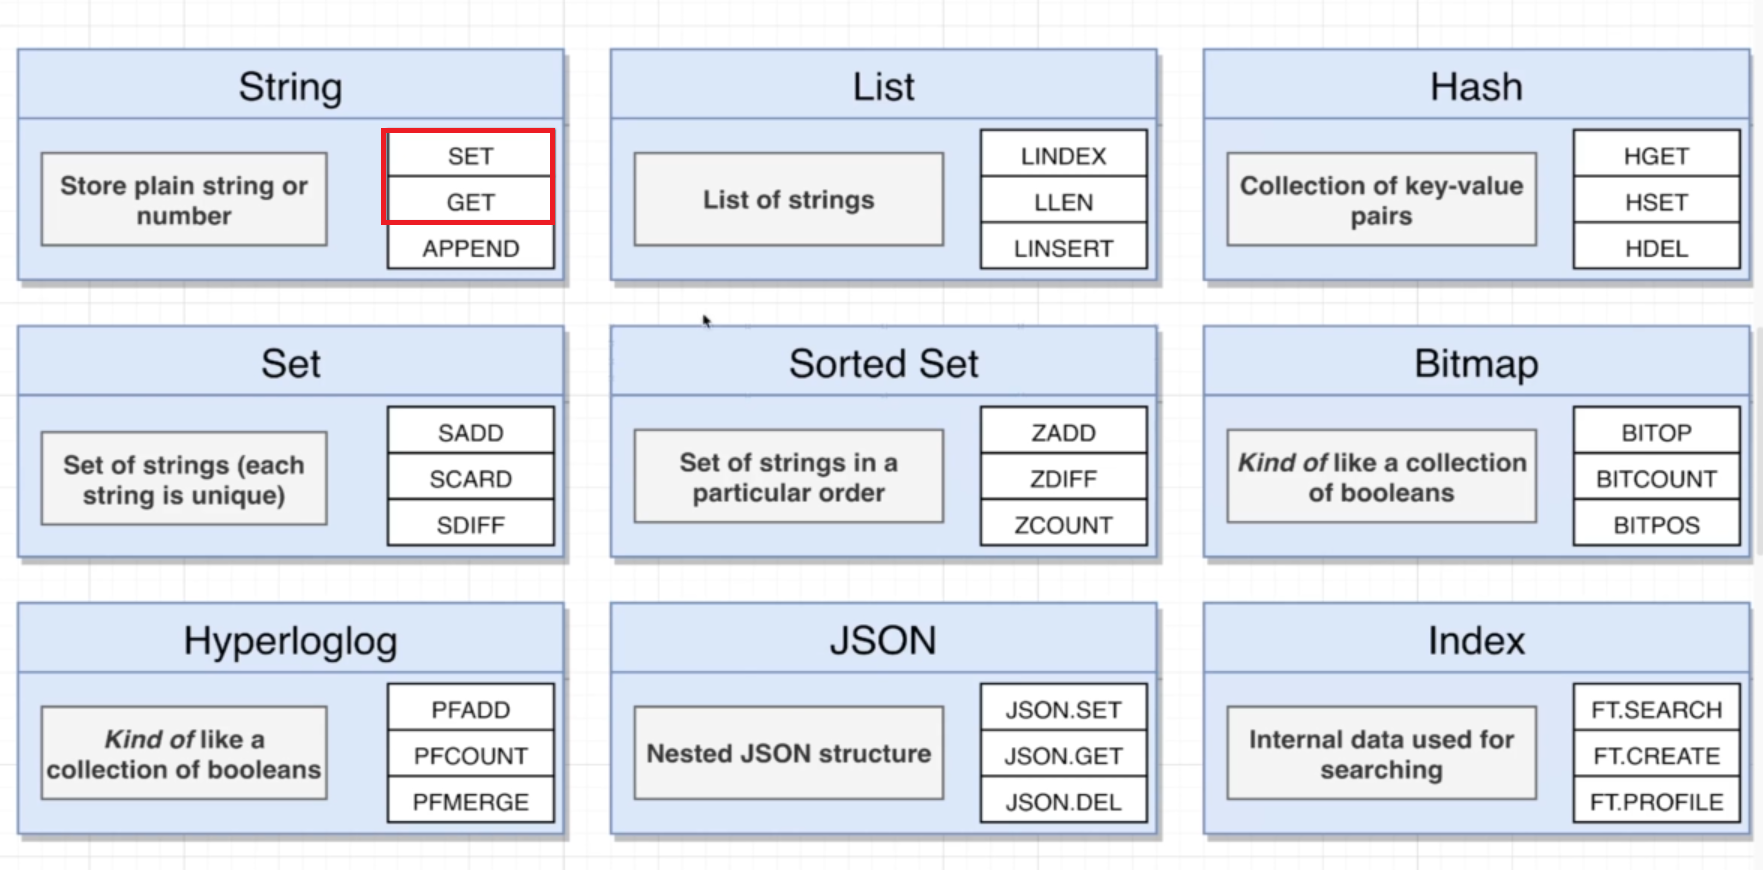 String
Store plain string or
number
SET
GET
APPEND
List
List of strings
LINDEX
LLEN
LINSERT
Hash
Collection of key-value
pairs
HGET
HSET
HDEL
Set
Set of strings (each
string is unique)
SADD
SCARD
SDIFF
Sorted Set
Set of strings in a
particular order
ZADD
ZDIFF
ZCOUNT
Bitmap
Kind of like a collection
of booleans
BITOP
BITCOUNT
BITPOS
Hyperloglog
Kind of like a
collection of booleans
PFADD
PFCOUNT
PFMERGE
JSON
Nested JSON structure
JSON.SET
JSON.GET
JSON.DEL
Index
Internal data used for
searching
FT.SEARCH
FT.CREATE
FT.PROFILE